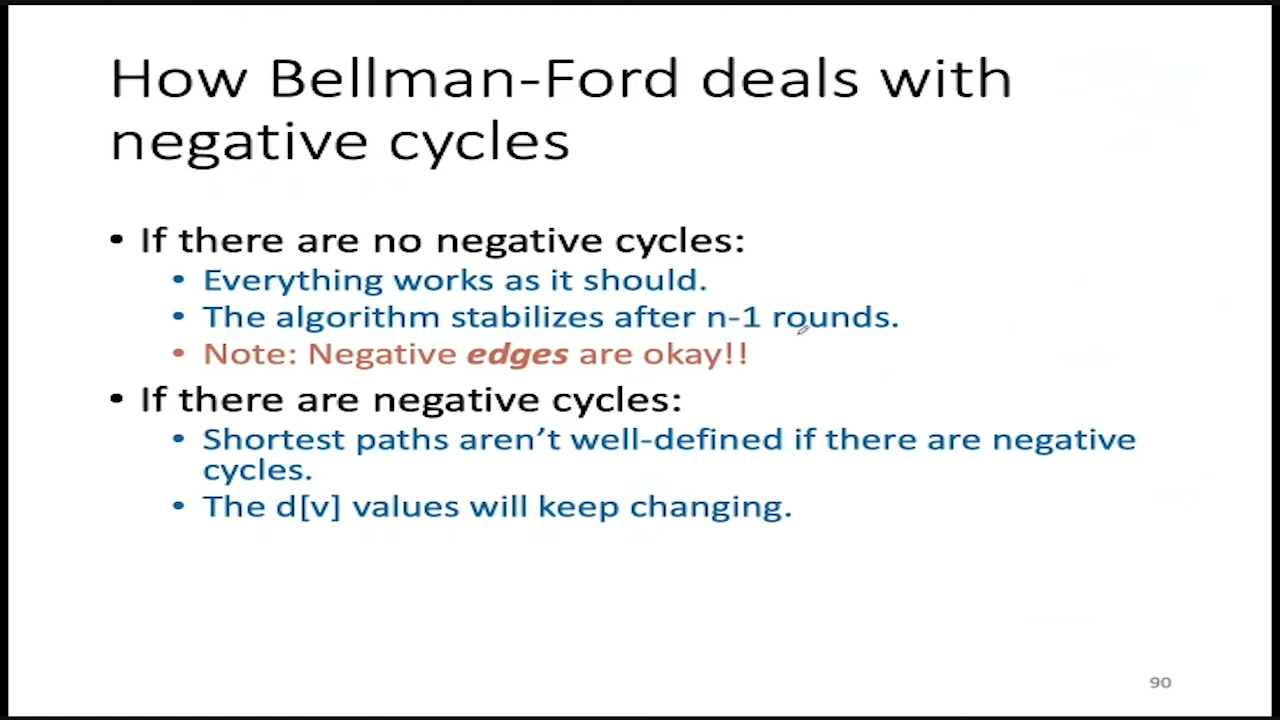 How Bellman-Ford deals with
negative cycles
• If there are no negative cycles:
• Everything works as it should.
• The algorithm stabilizes after n-1 rounds.
• Note: Negative edges are okay!!
• If there are negative cycles:
• Shortest paths aren’t well-defined if there are negative
cycles.
• The d[v] values will keep changing.
90